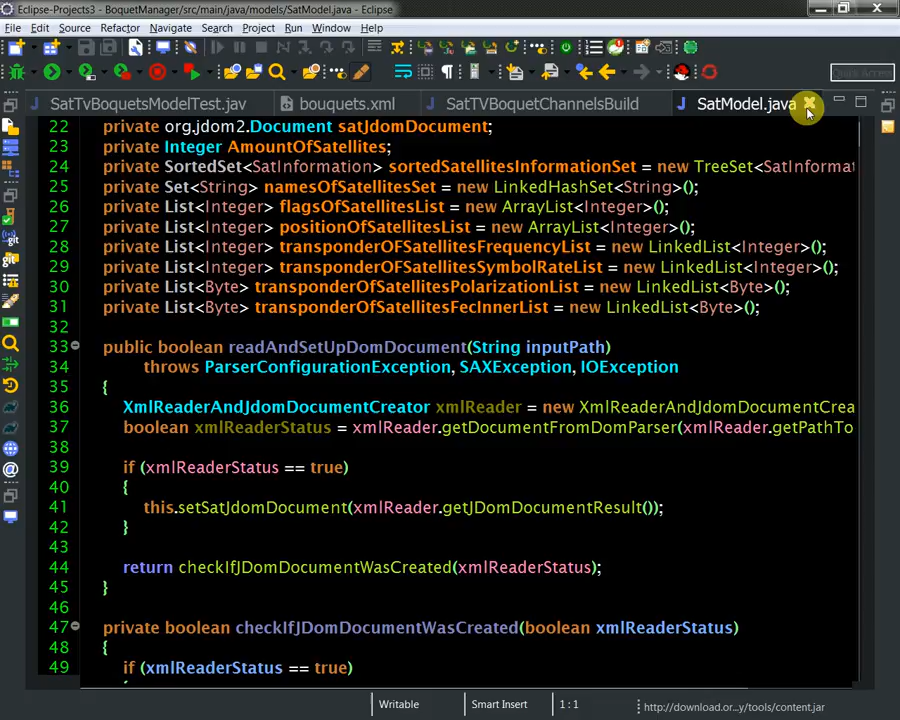 Eclipse-Projects3 - BoquetManager/src/main/java/models/SatModel.java - Eclipse
File Edit Source Refactor Navigate Search Project Run Window Help
Quick Access
SatTvBoquetsModelTest.jav bouquets.xml SatTVBoquetChannelsBuild SatModel.java
22 private org.jdom2.Document satJdomDocument;
23 private Integer AmountOfSatellites;
24 private SortedSet<SatInformation> sortedSatellitesInformationSet = new TreeSet<SatInformat
25 private Set<String> namesOfSatellitesSet = new LinkedHashSet<String>();
26 private List<Integer> flagsOfSatellitesList = new ArrayList<Integer>();
27 private List<Integer> positionOfSatellitesList = new ArrayList<Integer>();
28 private List<Integer> transponderOFSatellitesFrequencyList = new LinkedList<Integer>();
29 private List<Integer> transponderOFSatellitesSymbolRateList = new LinkedList<Integer>();
30 private List<Byte> transponderOfSatellitesPolarizationList = new LinkedList<Byte>();
31 private List<Byte> transponderOfSatellitesFecInnerList = new LinkedList<Byte>();
32
33 public boolean readAndSetUpDomDocument(String inputPath)
34 throws ParserConfigurationException, SAXException, IOException
35 {
36 XmlReaderAndJdomDocumentCreator xmlReader = new XmlReaderAndJdomDocumentCrea
37 boolean xmlReaderStatus = xmlReader.getDocumentFromDomParser(xmlReader.getPathTo
38
39 if (xmlReaderStatus == true)
40 {
41 this.setSatJdomDocument(xmlReader.getJDomDocumentResult());
42 }
43
44 return checkIfJDomDocumentWasCreated(xmlReaderStatus);
45 }
46
47 private boolean checkIfJDomDocumentWasCreated(boolean xmlReaderStatus)
48 {
49 if (xmlReaderStatus == true)
Writable Smart Insert 1 : 1 http://download.or...y/tools/content.jar